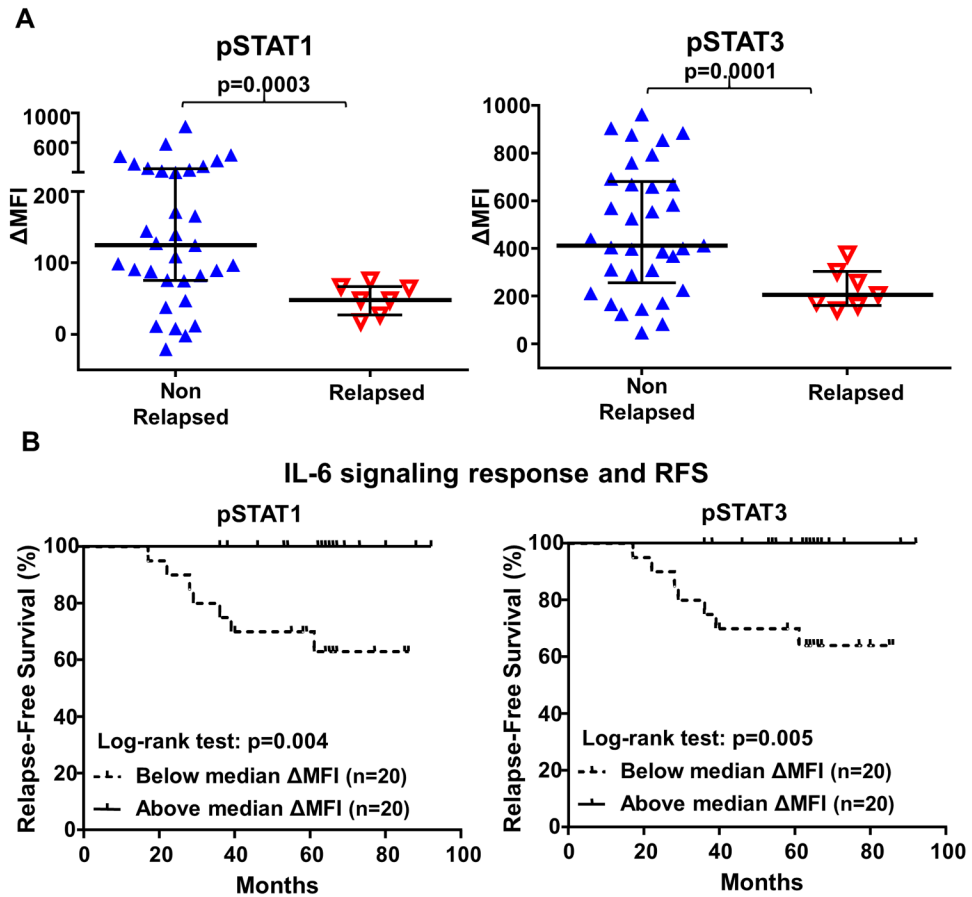 A
pSTAT1
p=0.0003
1000
600
200
100
0
ΔMFI
Non
Relapsed
Relapsed
pSTAT3
p=0.0001
1000
800
600
400
200
0
ΔMFI
Non
Relapsed
Relapsed
B
IL-6 signaling response and RFS
pSTAT1
Relapse-Free Survival (%)
100
80
60
40
20
0
Log-rank test: p=0.004
Below median ΔMFI (n=20)
Above median ΔMFI (n=20)
0 20 40 60 80 100
Months
pSTAT3
Relapse-Free Survival (%)
100
80
60
40
20
0
Log-rank test: p=0.005
Below median ΔMFI (n=20)
Above median ΔMFI (n=20)
0 20 40 60 80 100
Months